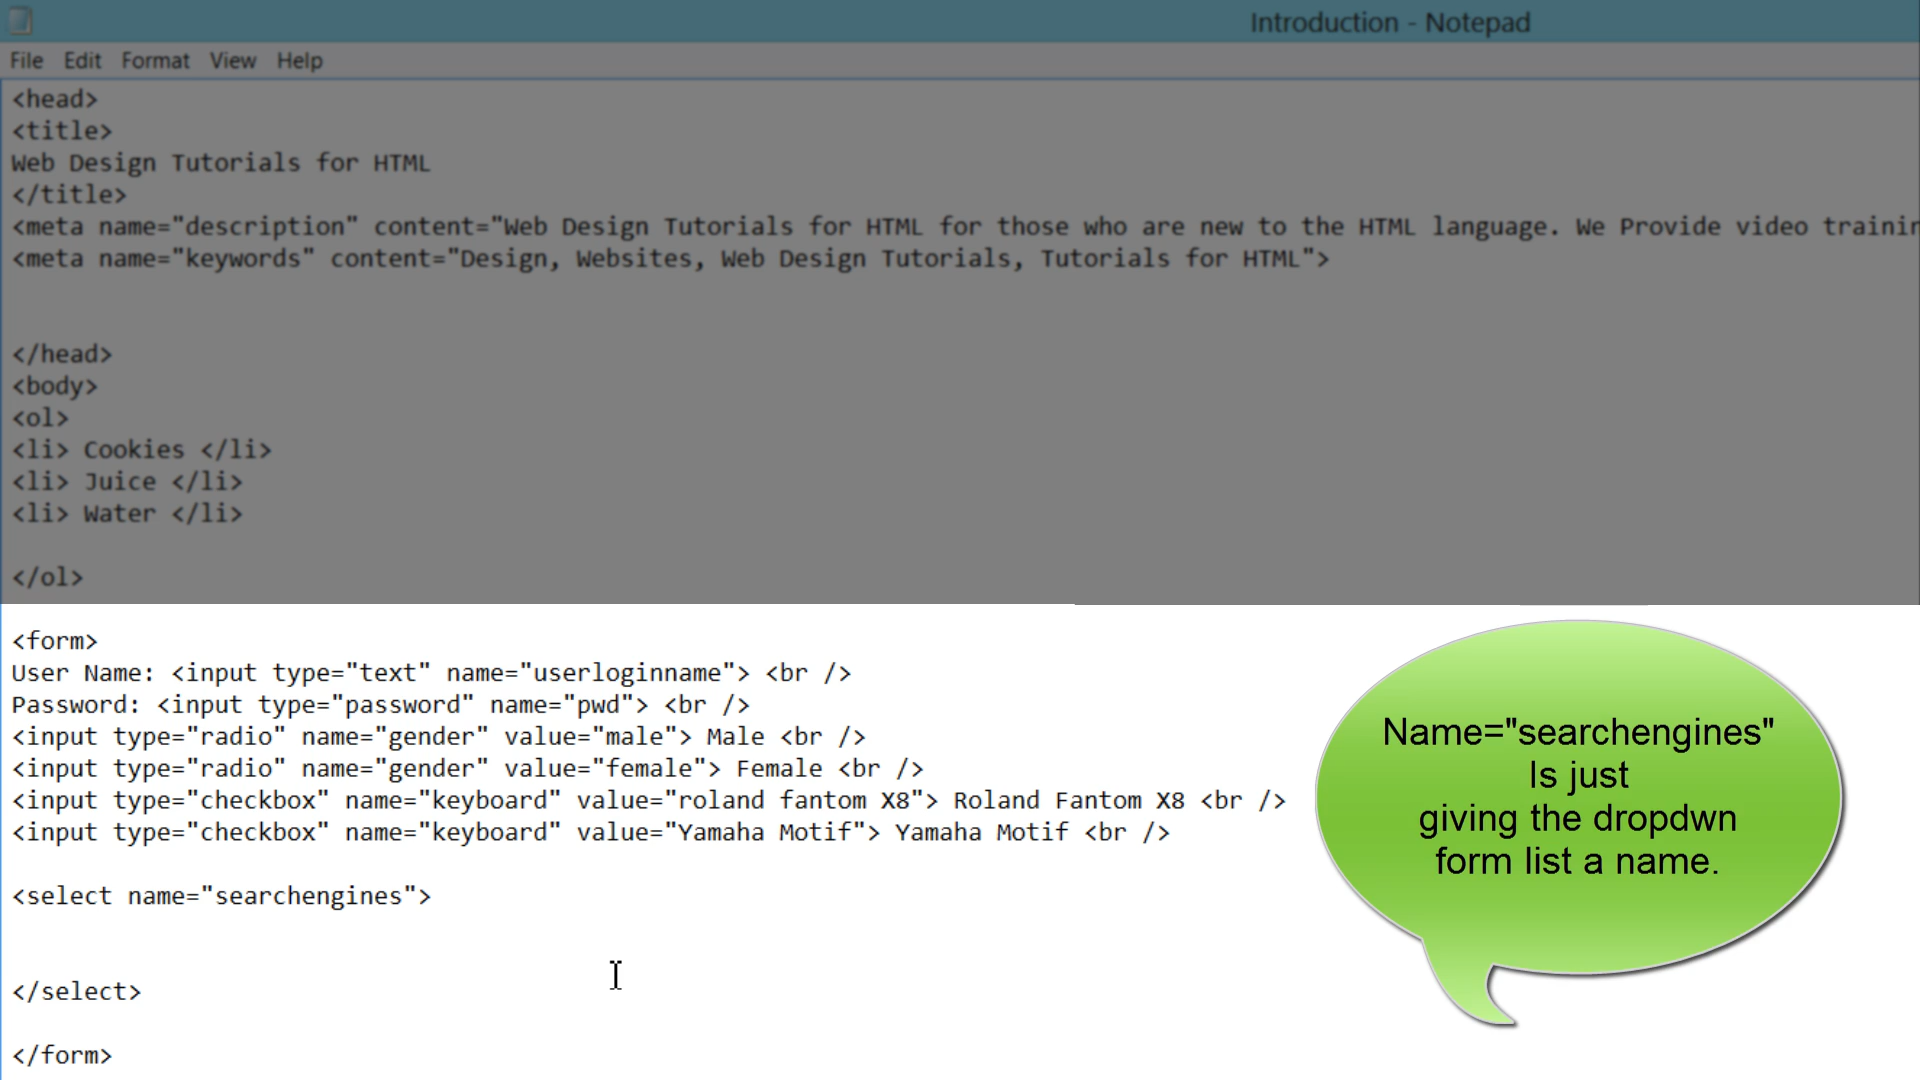 Introduction - Notepad
File Edit Format View Help
<head>
<title>
Web Design Tutorials for HTML
</title>
<meta name="description" content="Web Design Tutorials for HTML for those who are new to the HTML language. We Provide video trainin
<meta name="keywords" content="Design, Websites, Web Design Tutorials, Tutorials for HTML">
</head>
<body>
<ol>
<li> Cookies </li>
<li> Juice </li>
<li> Water </li>
</ol>
<form>
User Name: <input type="text" name="userloginname"> <br />
Password: <input type="password" name="pwd"> <br />
<input type="radio" name="gender" value="male"> Male <br />
<input type="radio" name="gender" value="female"> Female <br />
<input type="checkbox" name="keyboard" value="roland fantom X8"> Roland Fantom X8 <br />
<input type="checkbox" name="keyboard" value="Yamaha Motif"> Yamaha Motif <br />
<select name="searchengines">
</select>
</form>
Name="searchengines"
Is just
giving the dropdwn
form list a name.